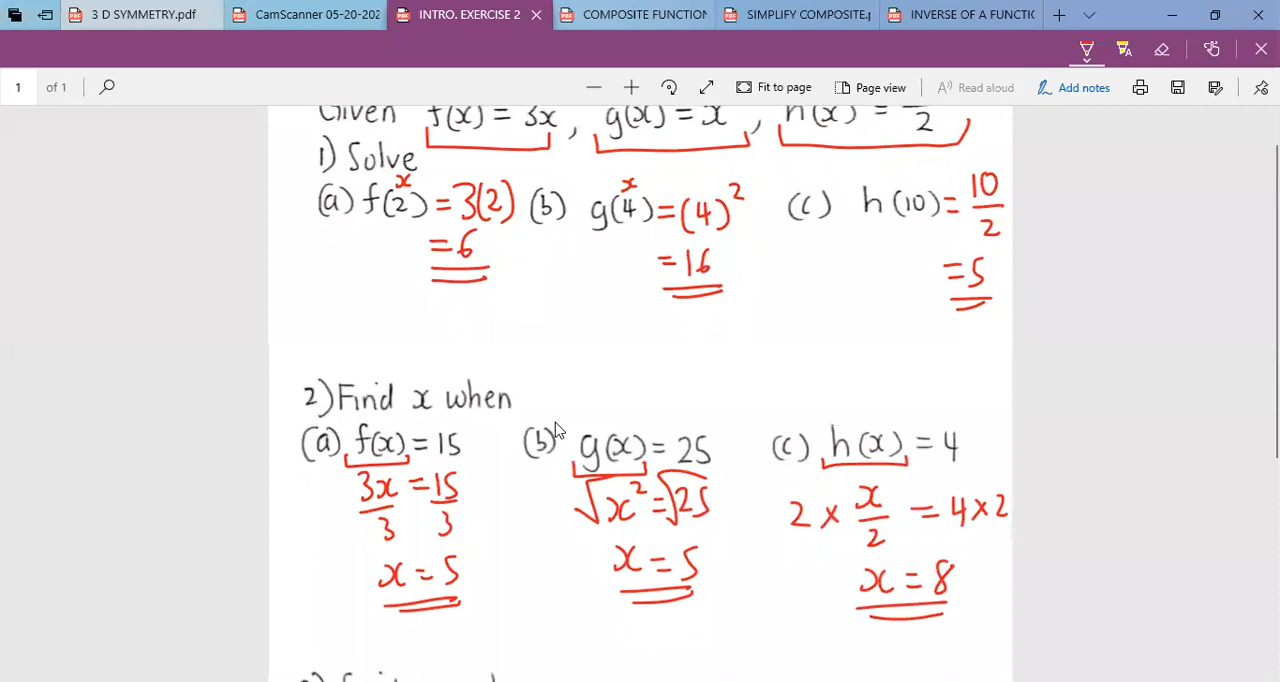 3 D SYMMETRY.pdf
CamScanner 05-20-202
INTRO. EXERCISE 2
COMPOSITE FUNCTION
SIMPLIFY COMPOSITE.p
INVERSE OF A FUNCTIO
1 of 1
Fit to page
Page view
Read aloud
Add notes
Given f(x) = 3x, g(x) = x , h(x) = 2
1) Solve
(a) f(2) = 3(2) (b) g(4) = (4)² (c) h(10) = 10/2
x x
= 6 = 16 = 5
2) Find x when
(a) f(x) = 15 (b) g(x) = 25 (c) h(x) = 4
3x/3 = 15/3 √x² = √25 2 × x/2 = 4 × 2
x = 5 x = 5 x = 8